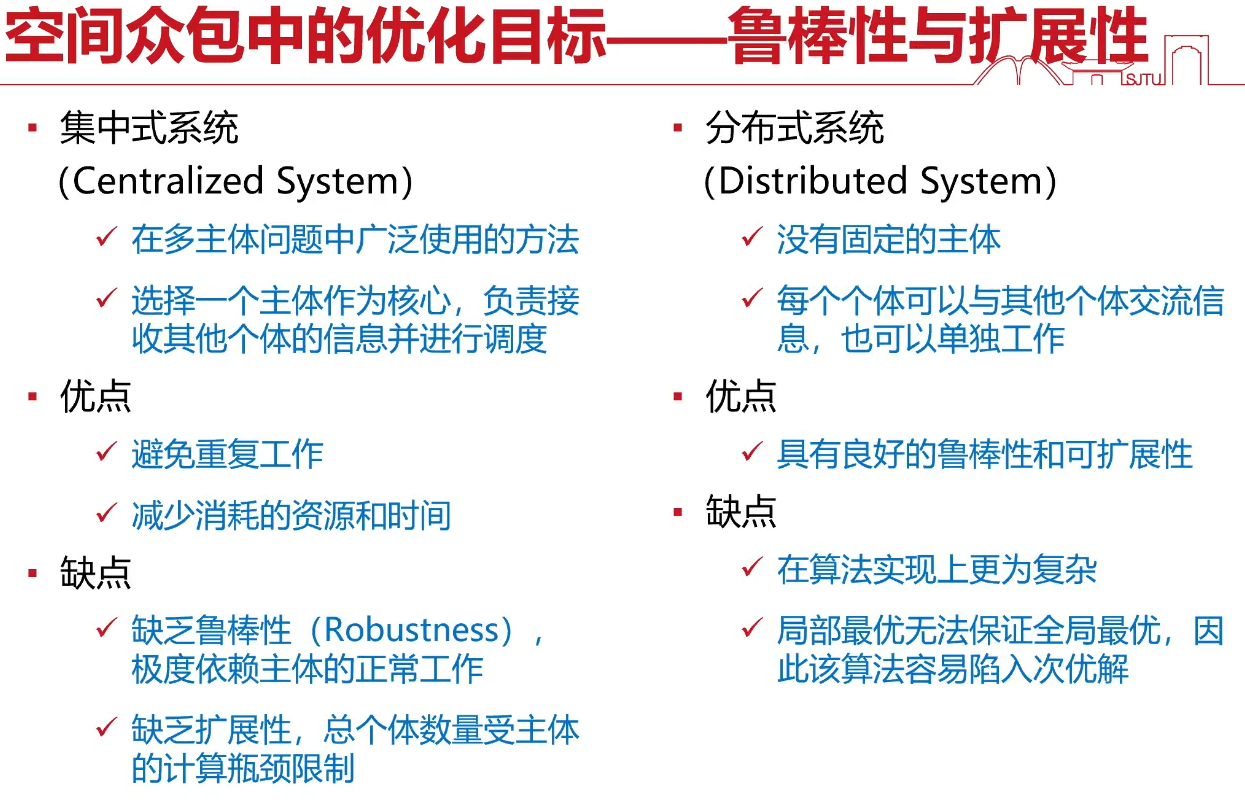 空间众包中的优化目标——鲁棒性与扩展性
SJTU
▪ 集中式系统
(Centralized System)
✓ 在多主体问题中广泛使用的方法
✓ 选择一个主体作为核心，负责接
收其他个体的信息并进行调度
▪ 优点
✓ 避免重复工作
✓ 减少消耗的资源和时间
▪ 缺点
✓ 缺乏鲁棒性（Robustness），
极度依赖主体的正常工作
✓ 缺乏扩展性，总个体数量受主体
的计算瓶颈限制
▪ 分布式系统
(Distributed System)
✓ 没有固定的主体
✓ 每个个体可以与其他个体交流信
息，也可以单独工作
▪ 优点
✓ 具有良好的鲁棒性和可扩展性
▪ 缺点
✓ 在算法实现上更为复杂
✓ 局部最优无法保证全局最优，因
此该算法容易陷入次优解